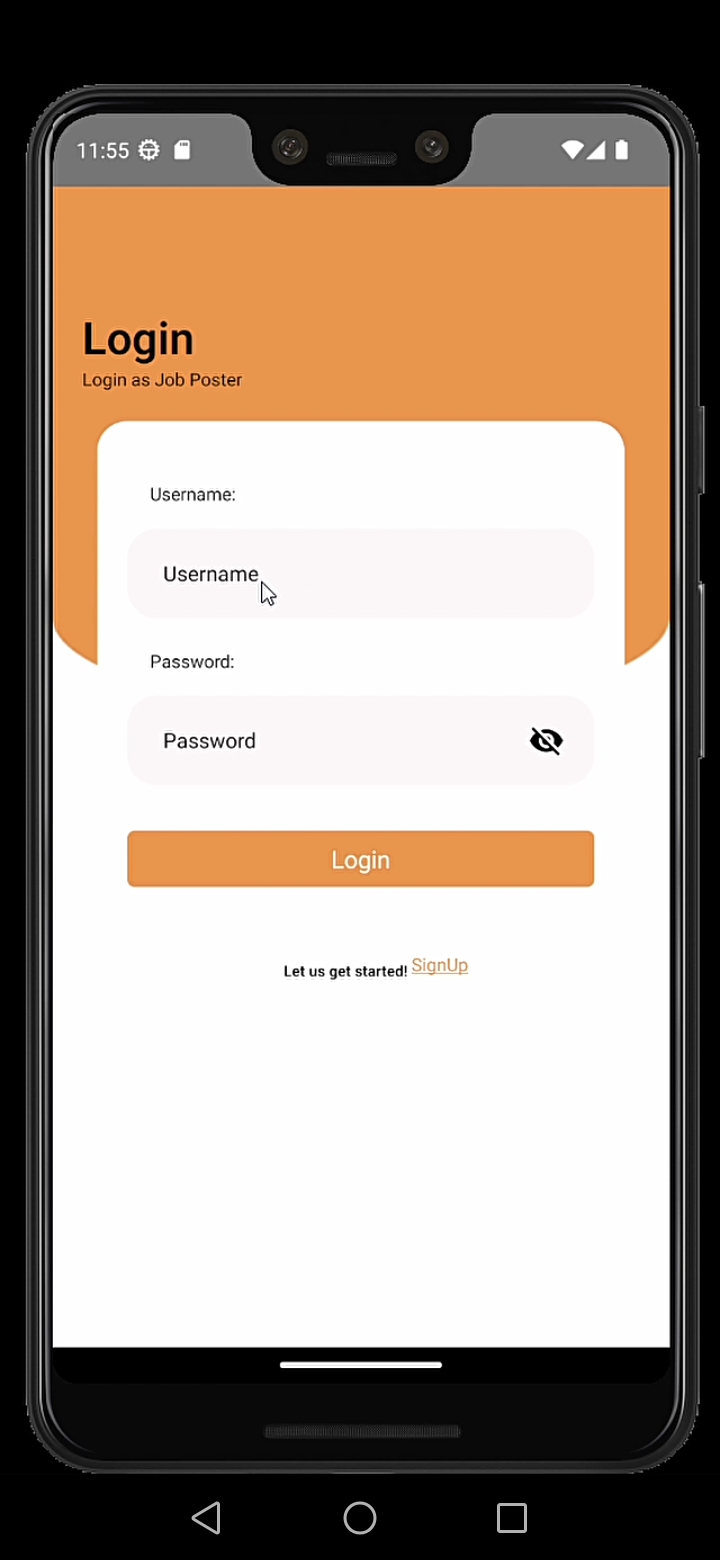 11:55
Login
Login as Job Poster
Username:
Username
Password:
Password
Login
Let us get started! SignUp